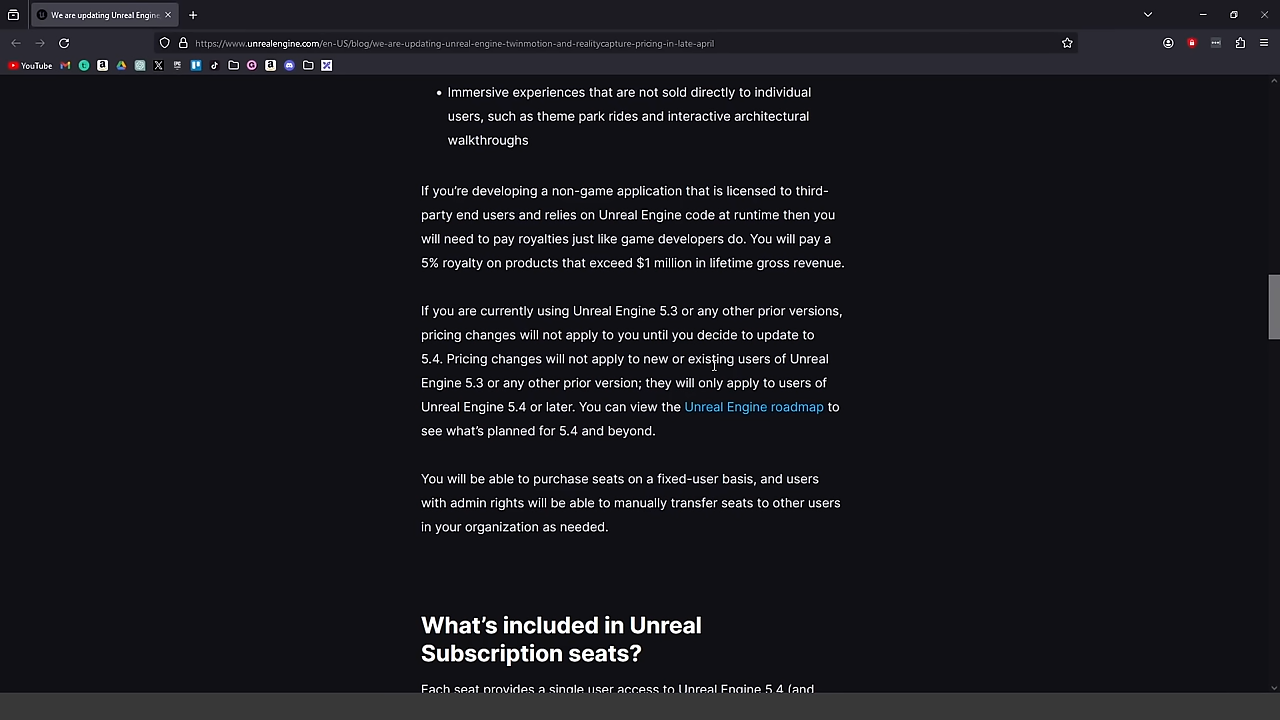 We are updating Unreal Engine
https://www.unrealengine.com/en-US/blog/we-are-updating-unreal-engine-twinmotion-and-realitycapture-pricing-in-late-april
YouTube
Immersive experiences that are not sold directly to individual
users, such as theme park rides and interactive architectural
walkthroughs
If you're developing a non-game application that is licensed to third-
party end users and relies on Unreal Engine code at runtime then you
will need to pay royalties just like game developers do. You will pay a
5% royalty on products that exceed $1 million in lifetime gross revenue.
If you are currently using Unreal Engine 5.3 or any other prior versions,
pricing changes will not apply to you until you decide to update to
5.4. Pricing changes will not apply to new or existing users of Unreal
Engine 5.3 or any other prior version; they will only apply to users of
Unreal Engine 5.4 or later. You can view the Unreal Engine roadmap to
see what's planned for 5.4 and beyond.
You will be able to purchase seats on a fixed-user basis, and users
with admin rights will be able to manually transfer seats to other users
in your organization as needed.
What's included in Unreal
Subscription seats?
Each seat provides a single user access to Unreal Engine 5.4 (and